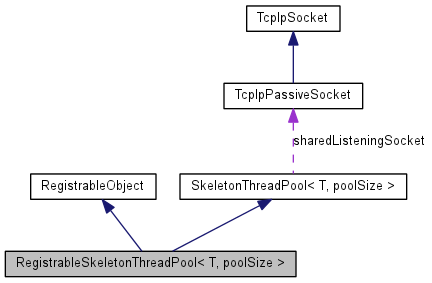 TcpIpSocket
TcpIpPassiveSocket
sharedListeningSocket
RegistrableObject
SkeletonThreadPool< T, poolSize >
RegistrableSkeletonThreadPool< T, poolSize >